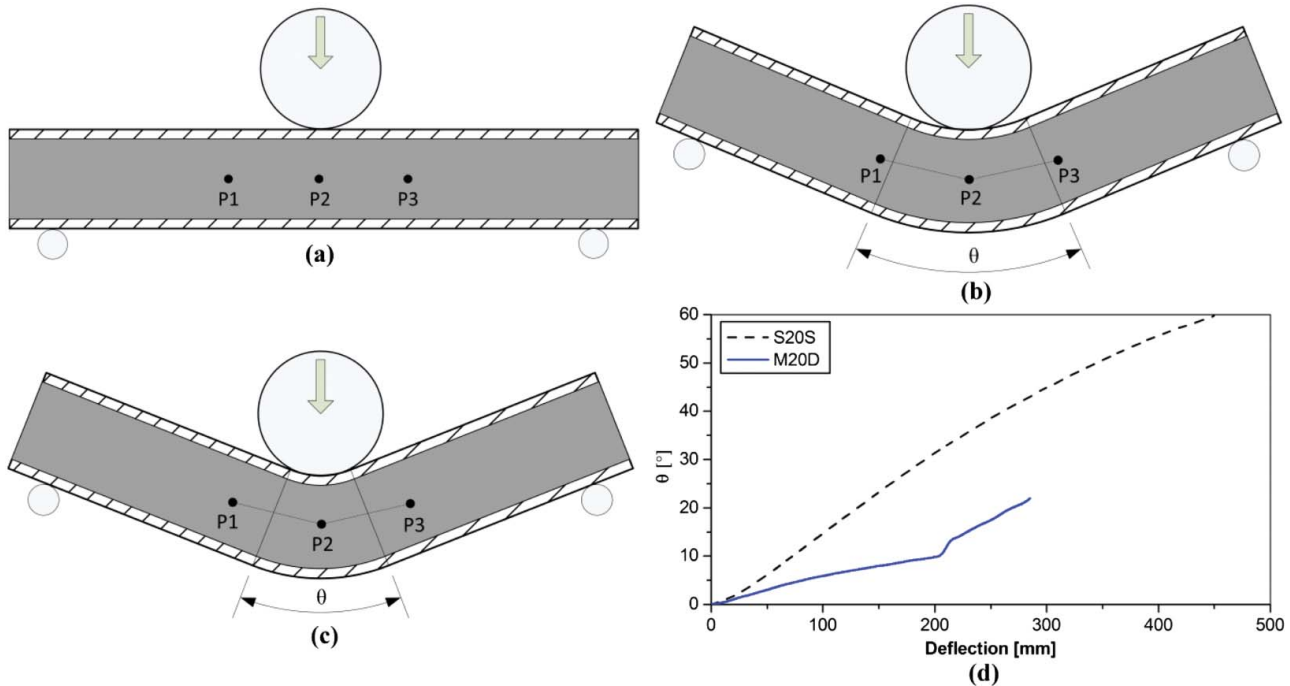 P1 P2 P3
(a)
P1 P2 P3
θ
(b)
P1 P2 P3
θ
(c)
S20S
M20D
θ [°]
60
50
40
30
20
10
0
0 100 200 300 400 500
Deflection [mm]
(d)